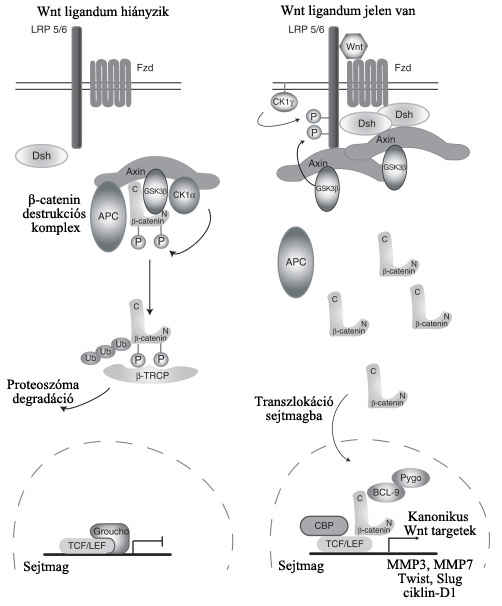 Wnt ligandum hiányzik
LRP 5/6
Fzd
Dsh
Axin
β-catenin
destrukciós
komplex
APC
C
GSK3β
CK1α
N
β-catenin
P
P
C
N
β-catenin
Ub
Ub
Ub
P
P
β-TRCP
Proteoszóma
degradáció
Groucho
TCF/LEF
Sejtmag
Wnt ligandum jelen van
LRP 5/6
Wnt
Fzd
CK1γ
P
P
Dsh
Dsh
Axin
Axin
GSK3β
GSK3β
APC
C
N
β-catenin
C
N
β-catenin
C
N
β-catenin
C
N
β-catenin
Transzlokáció
sejtmagba
Pygo
BCL-9
C
N
β-catenin
CBP
TCF/LEF
Kanonikus
Wnt targetek
Sejtmag
MMP3, MMP7
Twist, Slug
ciklin-D1